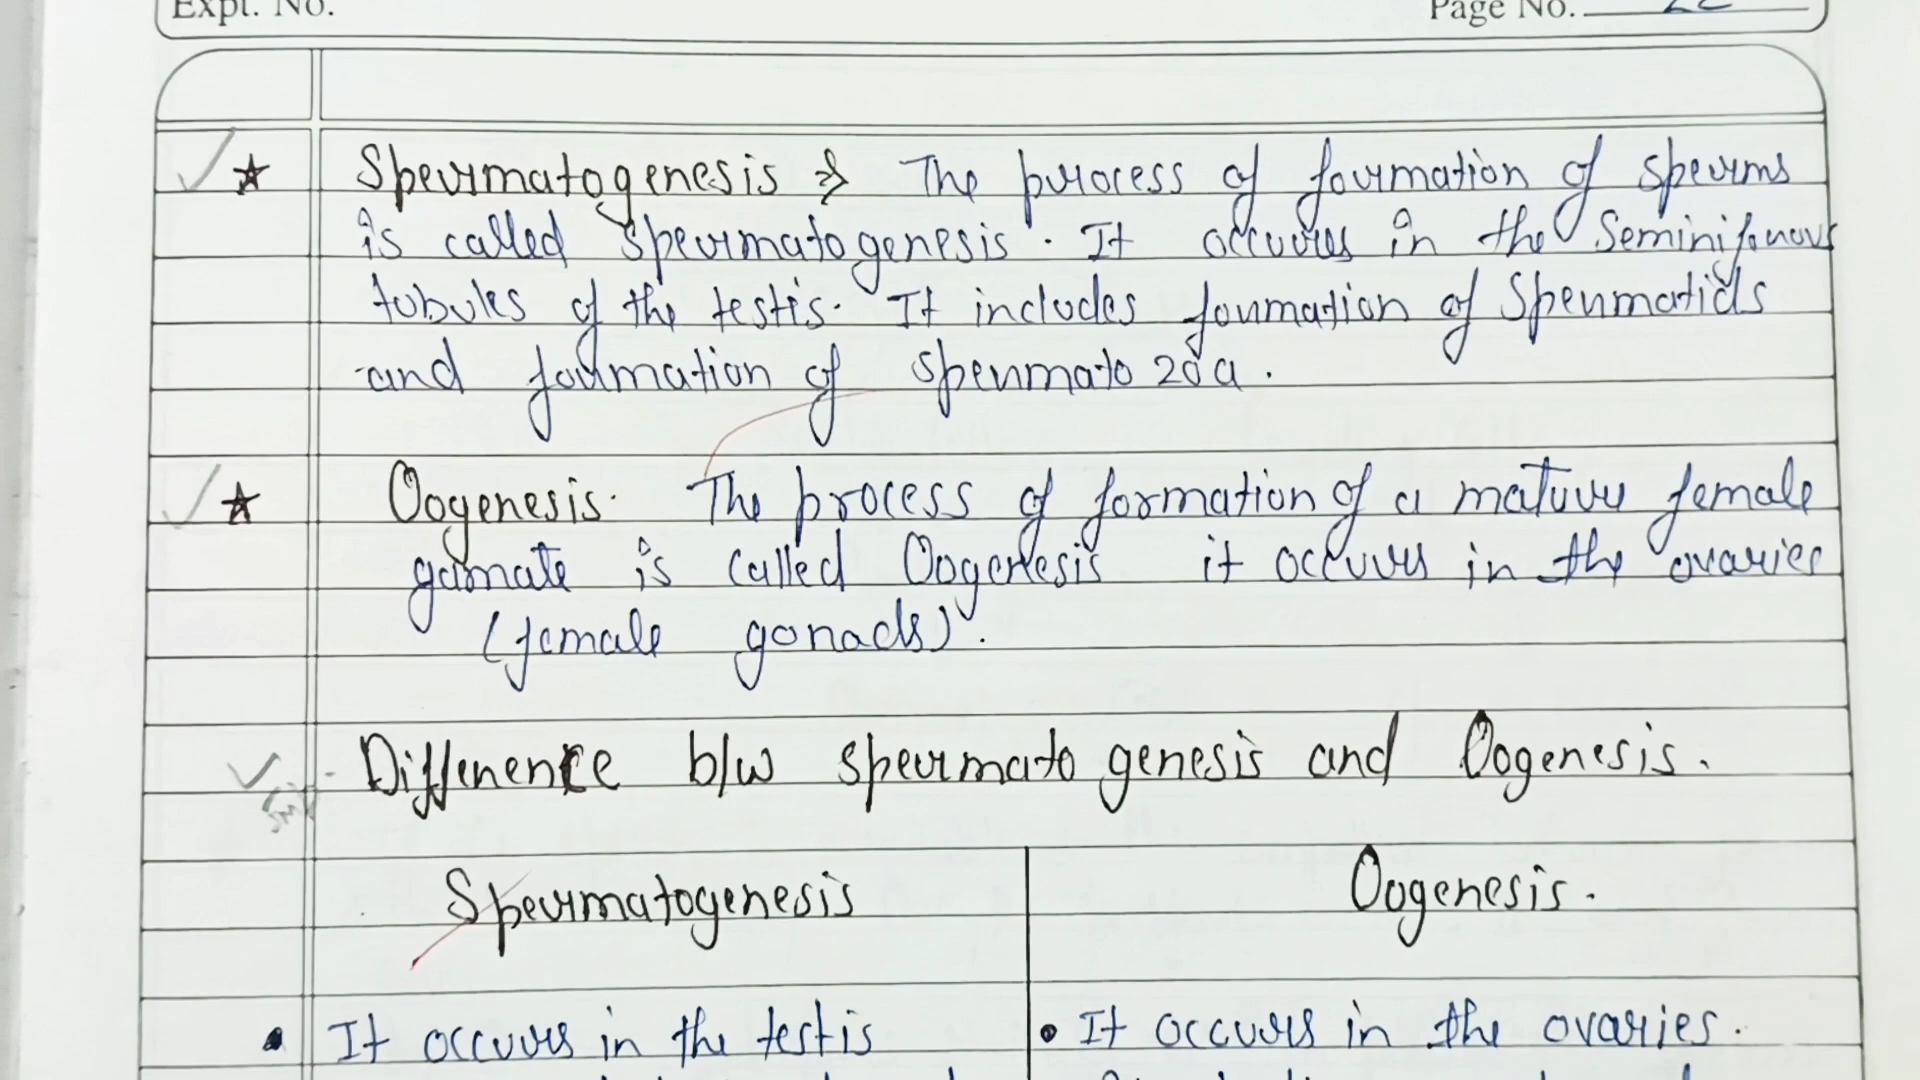 Expt. No.
Page No. 22
★ Spermatogenesis ⇒ The process of formation of sperms
is called spermatogenesis. It occures in the Seminiferous
tubules of the testis. It includes formation of Spermatids
and formation of spermatozoa.
★ Oogenesis. The process of formation of a mature female
gamate is called Oogenesis it occurs in the ovaries
(female gonads).
Difference b/w spermatogenesis and Oogenesis.
Spermatogenesis
Oogenesis.
• It occurs in the testis
• It occurs in the ovaries.